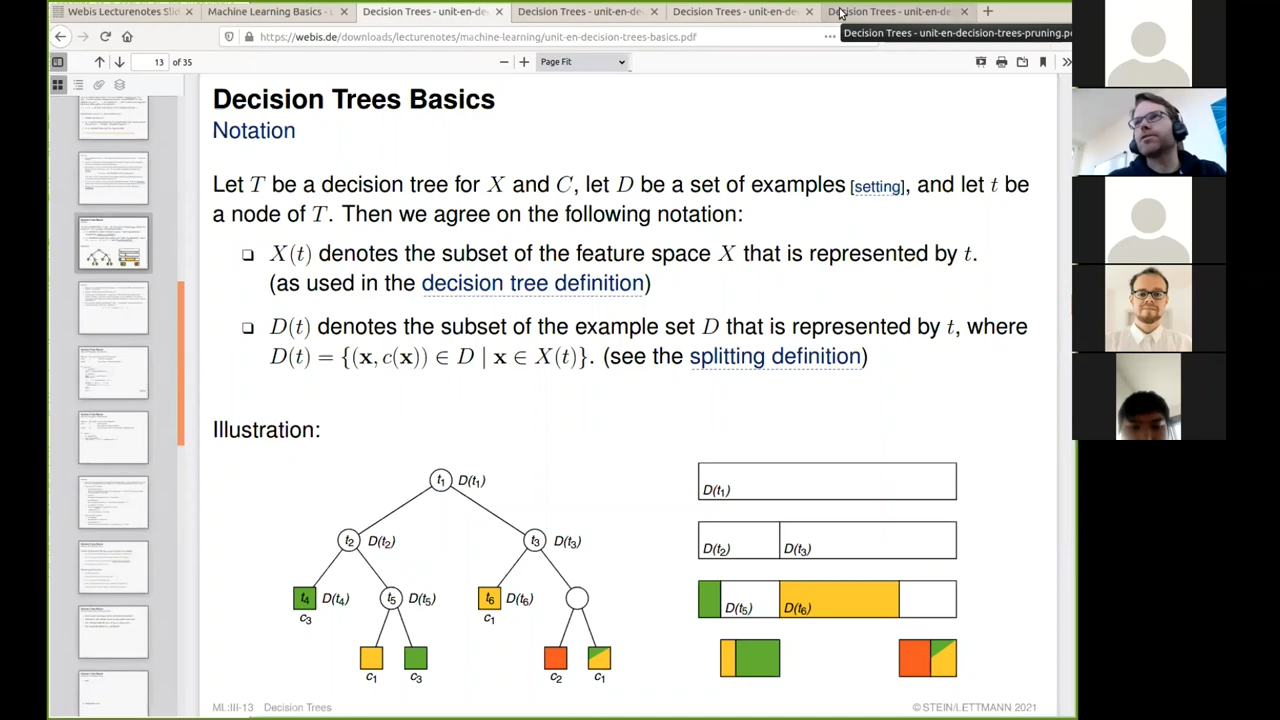 Webis Lecturenotes Slid
Machine Learning Basics - u
Decision Trees - unit-en-de
Decision Trees - unit-en-de
Decision Trees - unit-en-de
Decision Trees - unit-en-de
https://webis.de/downloads/lecturenotes/machine-learning/unit-en-decision-trees-basics.pdf
Decision Trees - unit-en-decision-trees-pruning.p
13 of 35
Page Fit
Decision Trees Basics
Notation
Let T be a decision tree for X and C, let D be a set of examples [setting], and let t be
a node of T. Then we agree on the following notation:
❑ X(t) denotes the subset of the feature space X that is represented by t.
(as used in the decision tree definition)
❑ D(t) denotes the subset of the example set D that is represented by t, where
D(t) = {(x, c(x)) ∈ D | x ∈ X(t)}. (see the splitting definition)
Illustration:
t1 D(t1)
t2 D(t2)
t3 D(t3)
t4 D(t4)
c3
t5 D(t5)
t6 D(t6)
c1
c1
c3
c2
c1
D(t1)
D(t2)
D(t3)
D(t5)
D(t6)
ML:III-13 Decision Trees
© STEIN/LETTMANN 2021